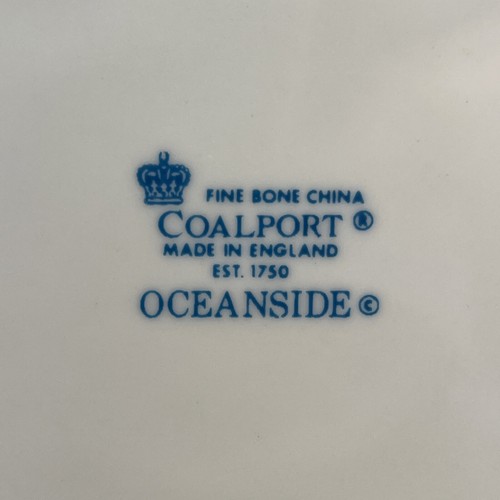 FINE BONE CHINA
COALPORT ®
MADE IN ENGLAND
EST. 1750
OCEANSIDE ©